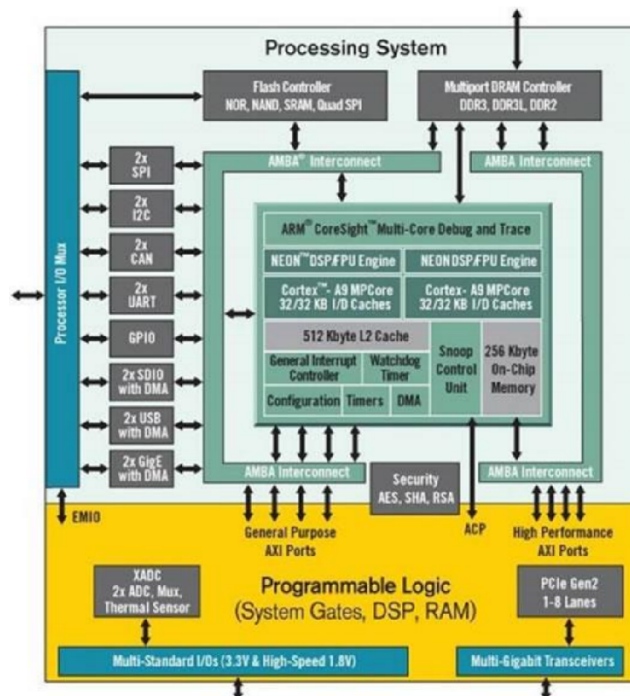 Processing System
Flash Controller
NOR, NAND, SRAM, Quad SPI
Multiport DRAM Controller
DDR3, DDR3L, DDR2
AMBA® Interconnect
AMBA Interconnect
Processor I/O Mux
2x
SPI
2x
I2C
2x
CAN
2x
UART
GPIO
2x SDIO
with DMA
2x USB
with DMA
2x GigE
with DMA
ARM® CoreSight™ Multi-Core Debug and Trace
NEON™ DSP/FPU Engine
NEON DSP/FPU Engine
Cortex™- A9 MPCore
32/32 KB I/D Caches
Cortex- A9 MPCore
32/32 KB I/D Caches
512 Kbyte L2 Cache
General Interrupt
Controller
Watchdog
Timer
Configuration
Timers
DMA
Snoop
Control
Unit
256 Kbyte
On-Chip
Memory
AMBA Interconnect
Security
AES, SHA, RSA
AMBA Interconnect
EMIO
General Purpose
AXI Ports
ACP
High Performance
AXI Ports
XADC
2x ADC, Mux,
Thermal Sensor
Programmable Logic
(System Gates, DSP, RAM)
PCIe Gen2
1-8 Lanes
Multi-Standard I/Os (3.3V & High-Speed 1.8V)
Multi-Gigabit Transceivers